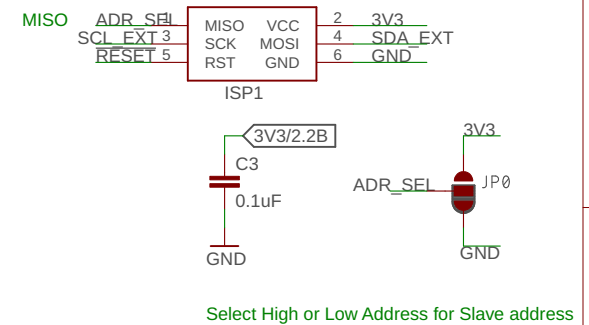 MISO ADR_SEL 1 MISO VCC 2 3V3
SCL_EXT 3 SCK MOSI 4 SDA_EXT
RESET 5 RST GND 6 GND
ISP1
3V3/2.2B
3V3
C3
ADR_SEL
JP0
0.1uF
GND
GND
Select High or Low Address for Slave address